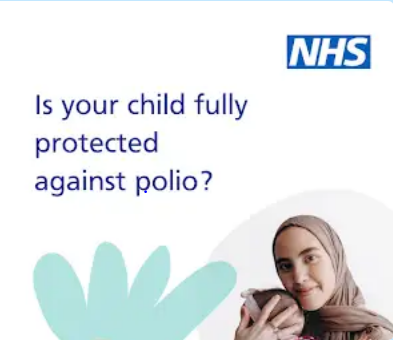 NHS
Is your child fully
protected
against polio?